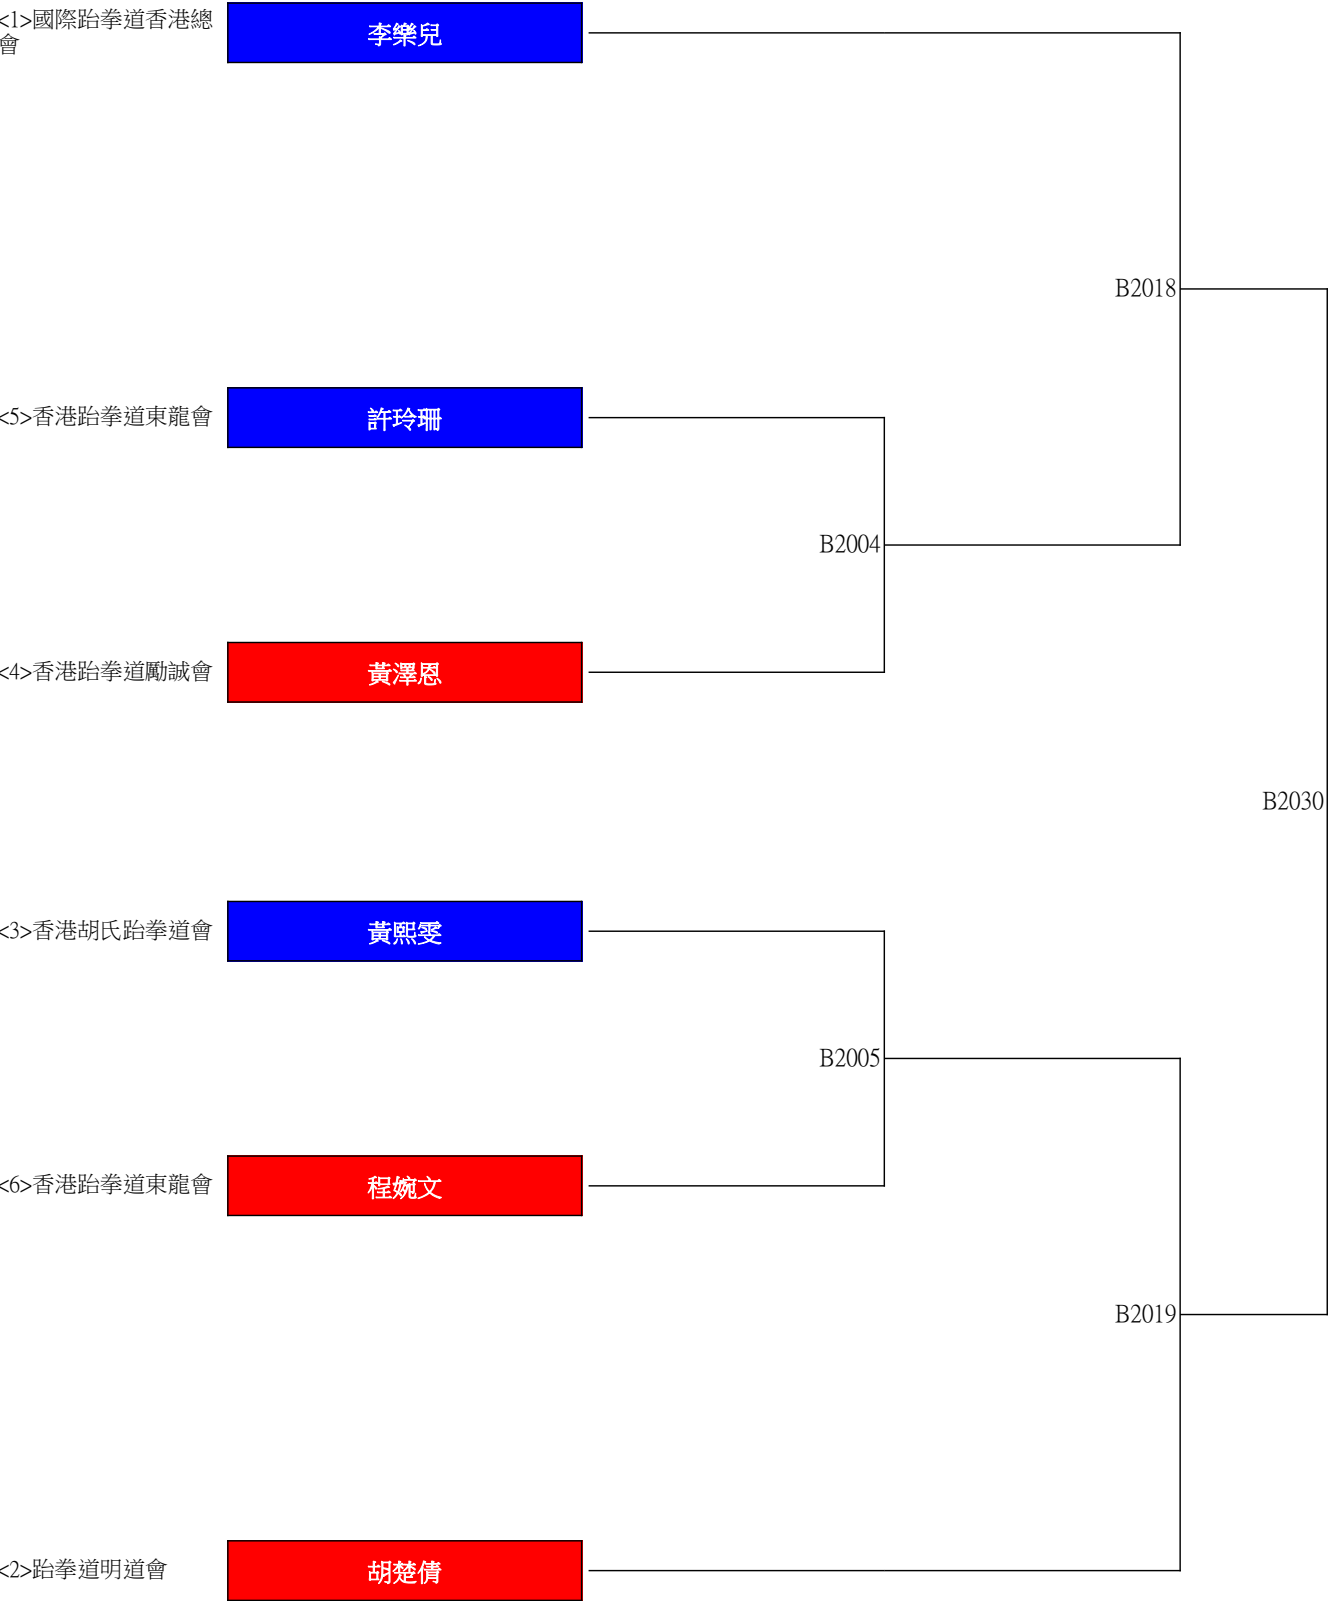 <1>國際跆拳道香港總
會
李樂兒
B2018
<5>香港跆拳道東龍會
許玲珊
B2004
<4>香港跆拳道勵誠會
黃澤恩
B2030
<3>香港胡氏跆拳道會
黃熙雯
B2005
<6>香港跆拳道東龍會
程婉文
B2019
<2>跆拳道明道會
胡楚倩